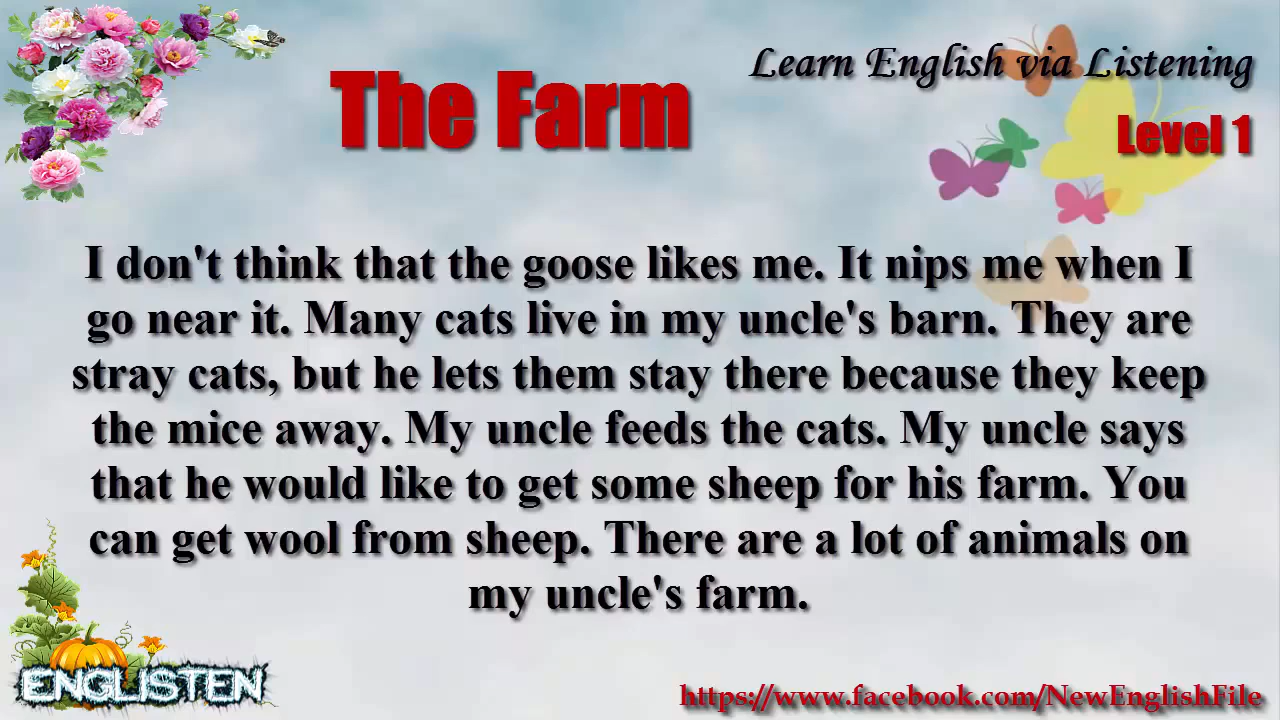 Learn English via Listening
The Farm
Level 1
I don't think that the goose likes me. It nips me when I
go near it. Many cats live in my uncle's barn. They are
stray cats, but he lets them stay there because they keep
the mice away. My uncle feeds the cats. My uncle says
that he would like to get some sheep for his farm. You
can get wool from sheep. There are a lot of animals on
my uncle's farm.
ENGLISTEN
https://www.facebook.com/NewEnglishFile